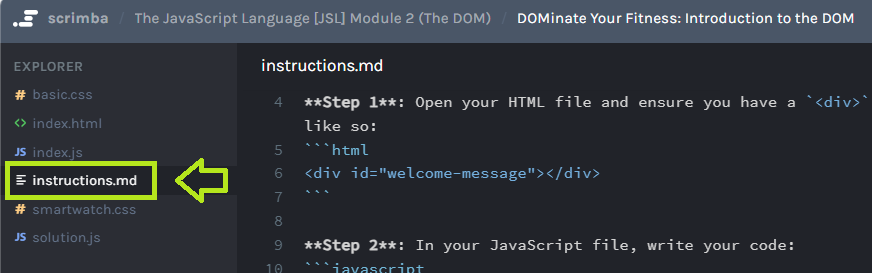 scrimba / The JavaScript Language [JSL] Module 2 (The DOM) / DOMinate Your Fitness: Introduction to the DOM
EXPLORER
# basic.css
<> index.html
JS index.js
instructions.md
# smartwatch.css
JS solution.js
instructions.md
4 **Step 1**: Open your HTML file and ensure you have a `<div>`
like so:
5 ```html
6 <div id="welcome-message"></div>
7 ```
8
9 **Step 2**: In your JavaScript file, write your code:
10 ```javascript